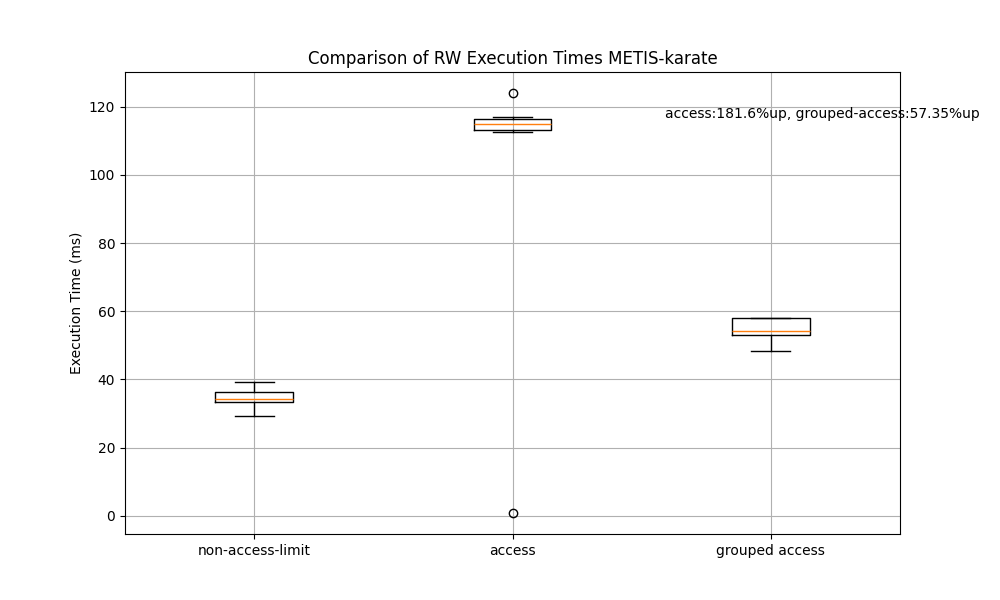 Comparison of RW Execution Times METIS-karate
access:181.6%up, grouped-access:57.35%up
Execution Time (ms)
120
100
80
60
40
20
0
non-access-limit
access
grouped access